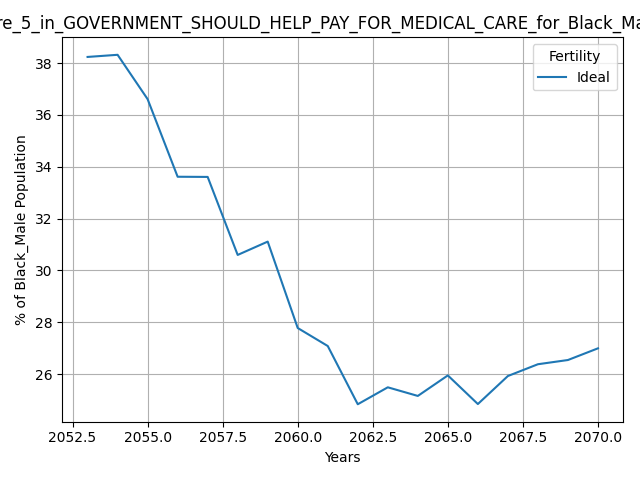 re_5_in_GOVERNMENT_SHOULD_HELP_PAY_FOR_MEDICAL_CARE_for_Black_Ma
Fertility
Ideal
38
36
34
32
30
28
26
% of Black_Male Population
2052.5 2055.0 2057.5 2060.0 2062.5 2065.0 2067.5 2070.0
Years